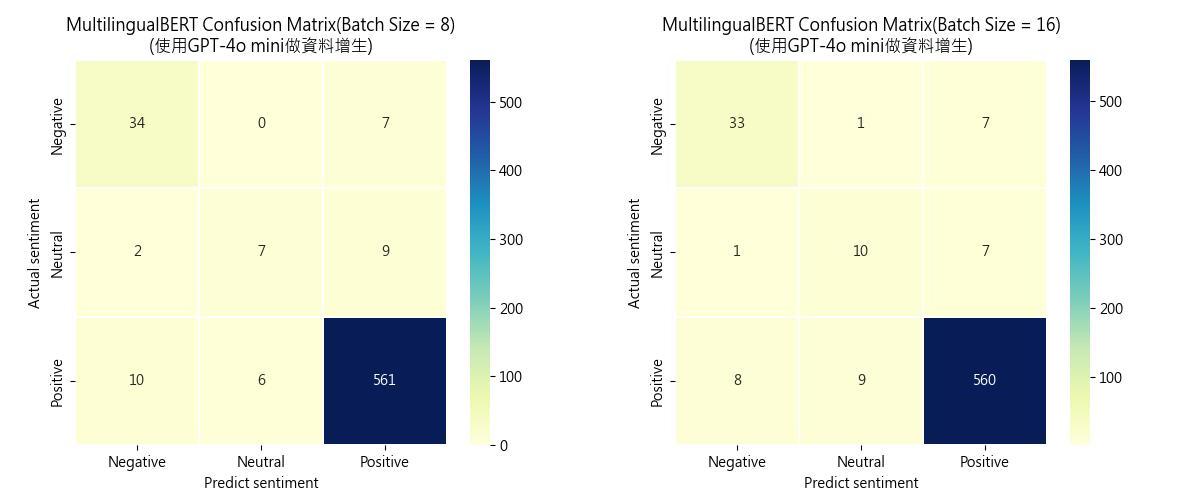 MultilingualBERT Confusion Matrix(Batch Size = 8)
(使用GPT-4o mini做資料增生)
Actual sentiment
Negative
34
0
7
Neutral
2
7
9
Positive
10
6
561
Negative
Neutral
Positive
Predict sentiment
500
400
300
200
100
0
MultilingualBERT Confusion Matrix(Batch Size = 16)
(使用GPT-4o mini做資料增生)
Actual sentiment
Negative
33
1
7
Neutral
1
10
7
Positive
8
9
560
Negative
Neutral
Positive
Predict sentiment
500
400
300
200
100